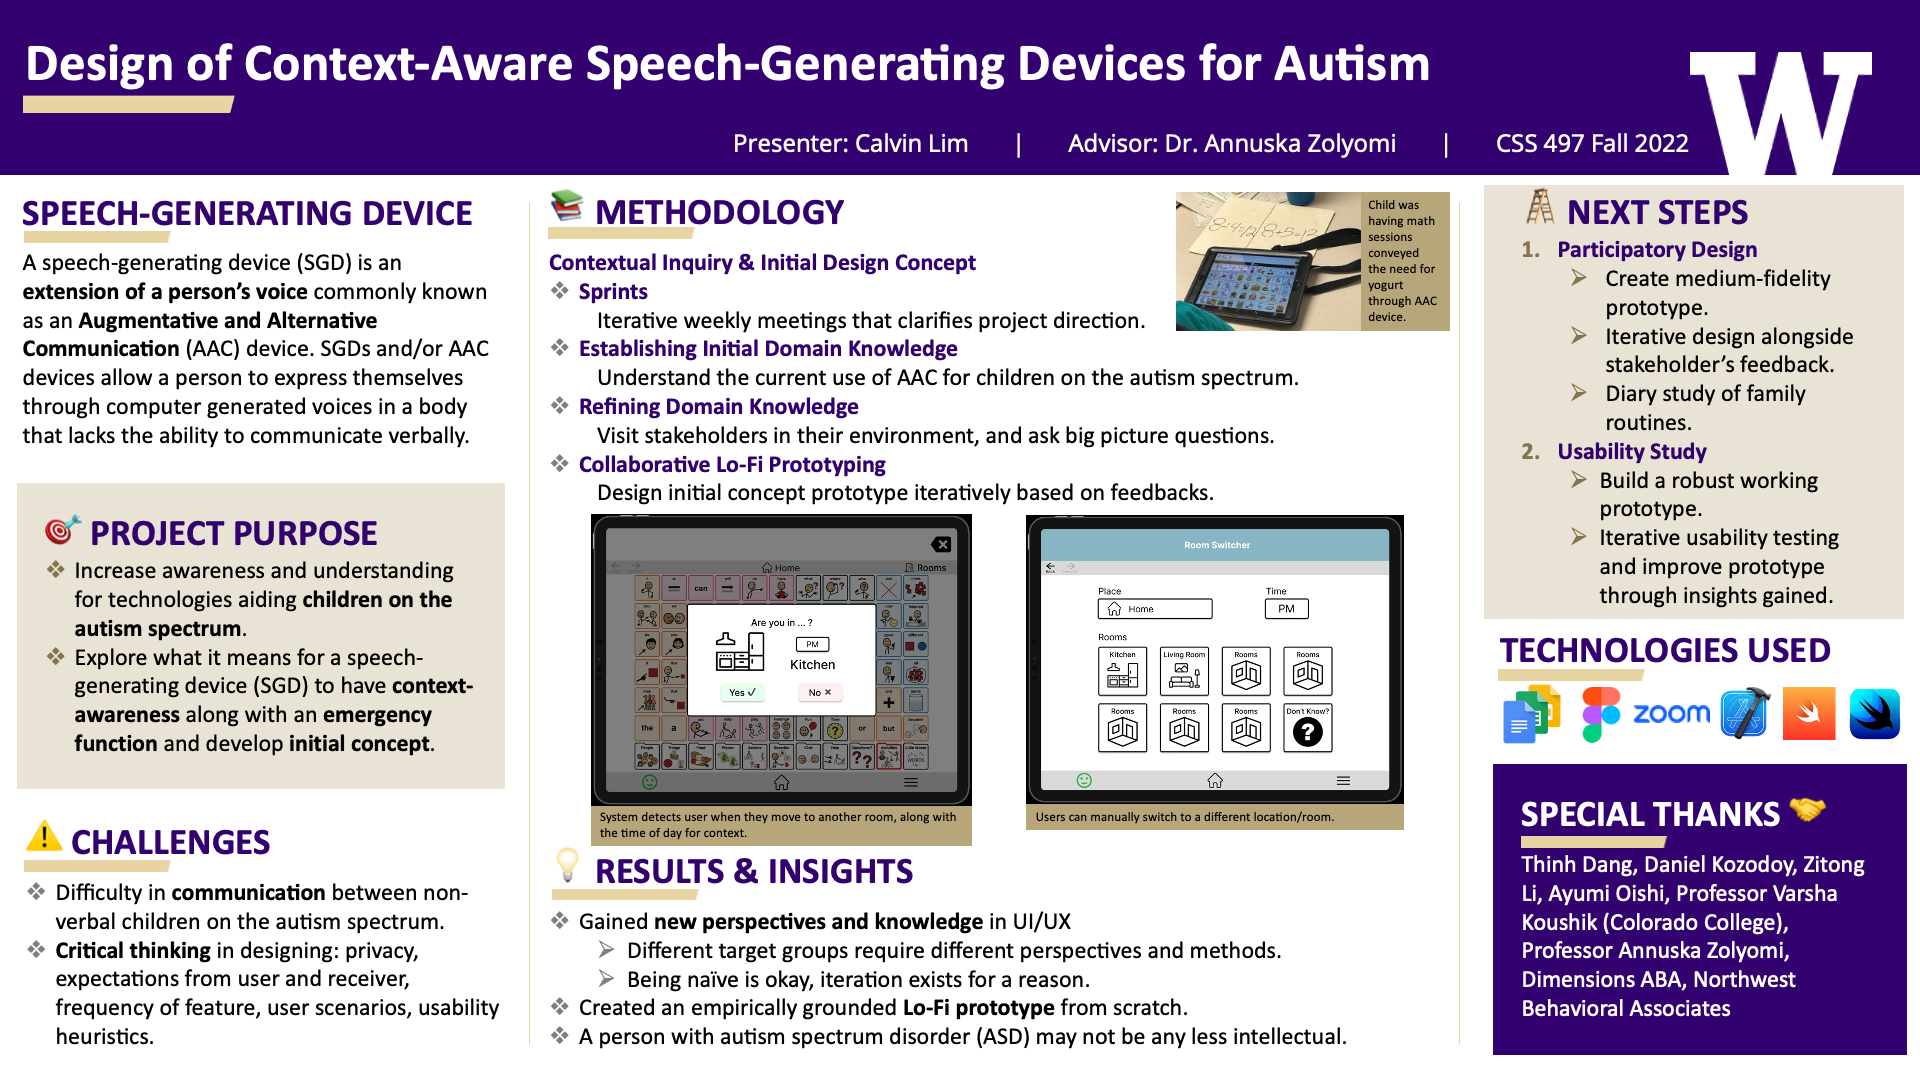 Design of Context-Aware Speech-Generating Devices for Autism
Presenter: Calvin Lim | Advisor: Dr. Annuska Zolyomi | CSS 497 Fall 2022
W
SPEECH-GENERATING DEVICE
A speech-generating device (SGD) is an
extension of a person's voice commonly known
as an Augmentative and Alternative
Communication (AAC) device. SGDs and/or AAC
devices allow a person to express themselves
through computer generated voices in a body
that lacks the ability to communicate verbally.
PROJECT PURPOSE
❖ Increase awareness and understanding
for technologies aiding children on the
autism spectrum.
❖ Explore what it means for a speech-
generating device (SGD) to have context-
awareness along with an emergency
function and develop initial concept.
CHALLENGES
❖ Difficulty in communication between non-
verbal children on the autism spectrum.
❖ Critical thinking in designing: privacy,
expectations from user and receiver,
frequency of feature, user scenarios, usability
heuristics.
METHODOLOGY
Contextual Inquiry & Initial Design Concept
❖ Sprints
Iterative weekly meetings that clarifies project direction.
❖ Establishing Initial Domain Knowledge
Understand the current use of AAC for children on the autism spectrum.
❖ Refining Domain Knowledge
Visit stakeholders in their environment, and ask big picture questions.
❖ Collaborative Lo-Fi Prototyping
Design initial concept prototype iteratively based on feedbacks.
8+4=12 8+5=12
Child was
having math
sessions
conveyed
the need for
yogurt
through AAC
device.
Home
Rooms
can
Are you in ... ?
PM
Kitchen
Yes ✓
No ✖
the
a
or
but
System detects user when they move to another room, along with
the time of day for context.
Room Switcher
Back
Place
Time
Home
PM
Rooms
Kitchen
Living Room
Rooms
Rooms
Rooms
Rooms
Rooms
Don't Know?
?
Users can manually switch to a different location/room.
RESULTS & INSIGHTS
❖ Gained new perspectives and knowledge in UI/UX
➢ Different target groups require different perspectives and methods.
➢ Being naïve is okay, iteration exists for a reason.
❖ Created an empirically grounded Lo-Fi prototype from scratch.
❖ A person with autism spectrum disorder (ASD) may not be any less intellectual.
NEXT STEPS
1. Participatory Design
➢ Create medium-fidelity
prototype.
➢ Iterative design alongside
stakeholder's feedback.
➢ Diary study of family
routines.
2. Usability Study
➢ Build a robust working
prototype.
➢ Iterative usability testing
and improve prototype
through insights gained.
TECHNOLOGIES USED
zoom
SPECIAL THANKS
Thinh Dang, Daniel Kozodoy, Zitong
Li, Ayumi Oishi, Professor Varsha
Koushik (Colorado College),
Professor Annuska Zolyomi,
Dimensions ABA, Northwest
Behavioral Associates